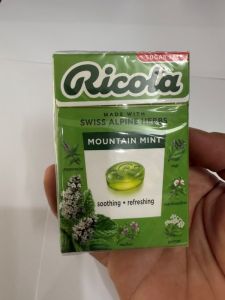 SUGAR FREE
Ricola
MADE WITH
SWISS ALPINE HERBS
MOUNTAIN MINT
soothing • refreshing